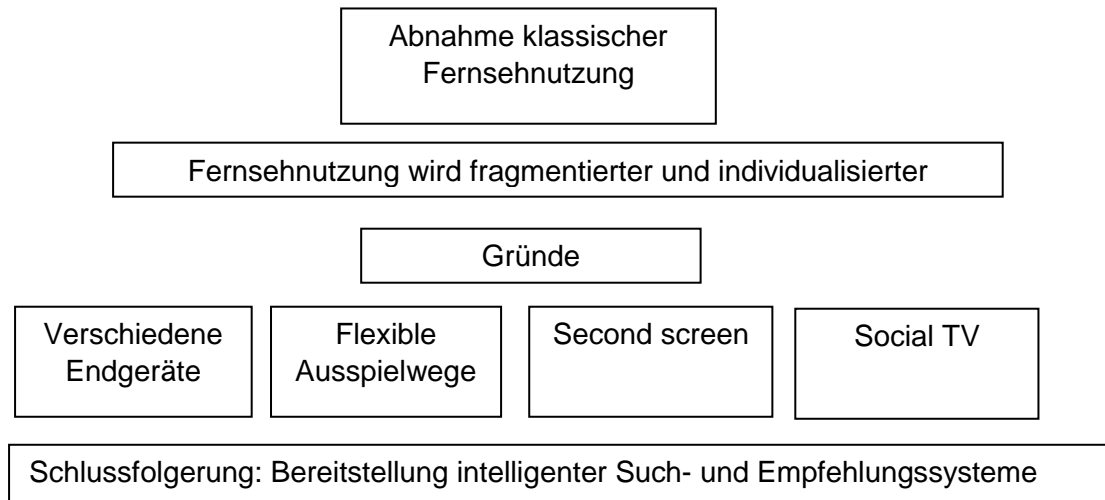 Abnahme klassischer
Fernsehnutzung
Fernsehnutzung wird fragmentierter und individualisierter
Gründe
Verschiedene
Endgeräte
Flexible
Ausspielwege
Second screen
Social TV
Schlussfolgerung: Bereitstellung intelligenter Such- und Empfehlungssysteme